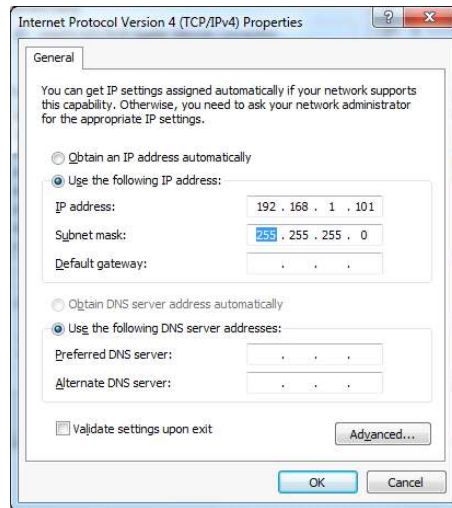 Internet Protocol Version 4 (TCP/IPv4) Properties
General
You can get IP settings assigned automatically if your network supports
this capability. Otherwise, you need to ask your network administrator
for the appropriate IP settings.
Obtain an IP address automatically
Use the following IP address:
IP address: 192 . 168 . 1 . 101
Subnet mask: 255 . 255 . 255 . 0
Default gateway: . . .
Obtain DNS server address automatically
Use the following DNS server addresses:
Preferred DNS server: . . .
Alternate DNS server: . . .
Validate settings upon exit
Advanced...
OK Cancel